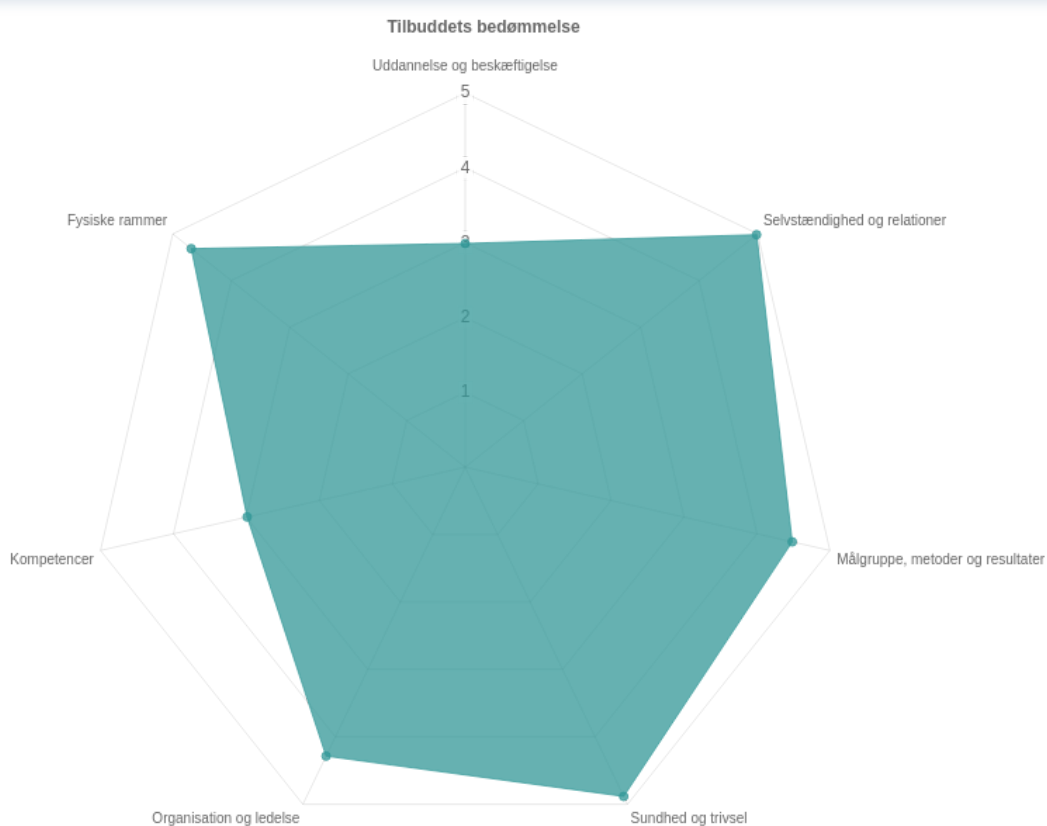 Tilbuddets bedømmelse
Uddannelse og beskæftigelse
5
4
Fysiske rammer
Selvstændighed og relationer
3
2
1
Kompetencer
Målgruppe, metoder og resultater
Organisation og ledelse
Sundhed og trivsel